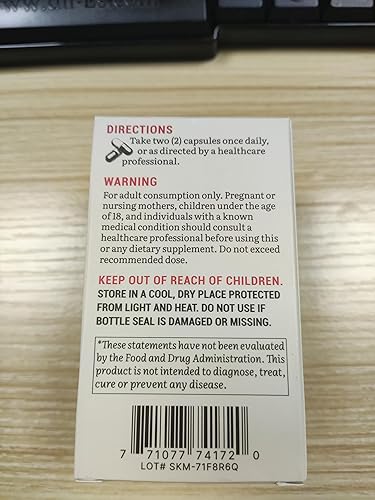 DIRECTIONS
Take two (2) capsules once daily,
or as directed by a healthcare
professional.
WARNING
For adult consumption only. Pregnant or
nursing mothers, children under the age
of 18, and individuals with a known
medical condition should consult a
healthcare professional before using this
or any dietary supplement. Do not exceed
recommended dose.
KEEP OUT OF REACH OF CHILDREN.
STORE IN A COOL, DRY PLACE PROTECTED
FROM LIGHT AND HEAT. DO NOT USE IF
BOTTLE SEAL IS DAMAGED OR MISSING.
*These statements have not been evaluated
by the Food and Drug Administration. This
product is not intended to diagnose, treat,
cure or prevent any disease.
7 71077 74172 0
LOT# SKM-71F8R6Q